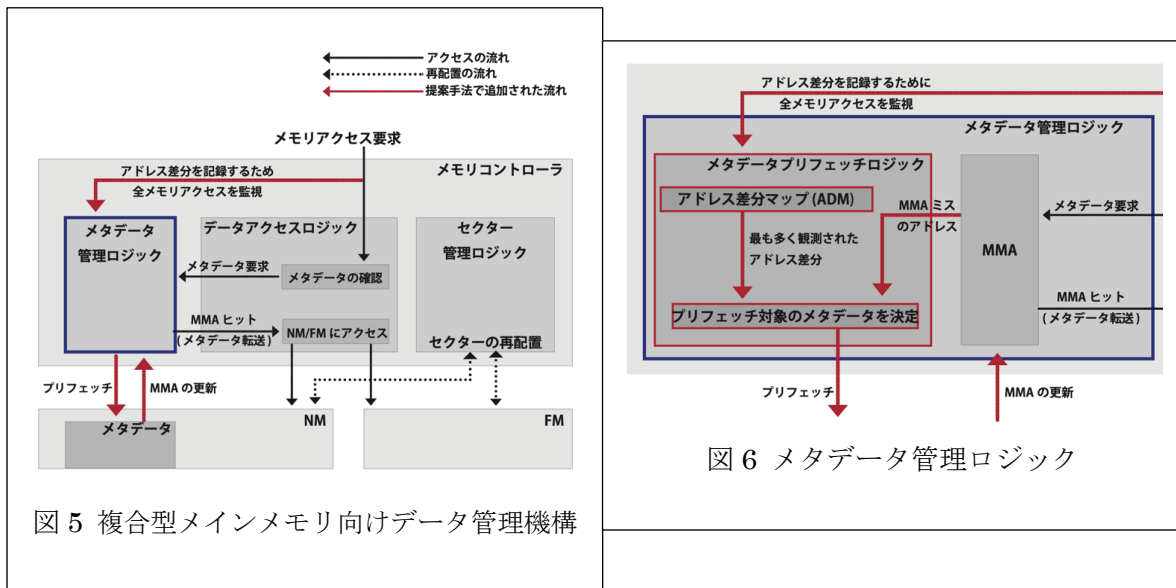 アクセスの流れ
再配置の流れ
提案手法で追加された流れ
メモリアクセス要求
メモリコントローラ
アドレス差分を記録するため
全メモリアクセスを監視
メタデータ
管理ロジック
データアクセスロジック
セクター
管理ロジック
メタデータ要求
メタデータの確認
MMA ヒット
(メタデータ転送)
NM/FM にアクセス
セクターの再配置
プリフェッチ
MMA の更新
メタデータ
NM
FM
図 5 複合型メインメモリ向けデータ管理機構
アドレス差分を記録するために
全メモリアクセスを監視
メタデータ管理ロジック
メタデータプリフェッチロジック
アドレス差分マップ (ADM)
MMA ミス
のアドレス
メタデータ要求
MMA
最も多く観測された
アドレス差分
プリフェッチ対象のメタデータを決定
MMA ヒット
(メタデータ転送)
プリフェッチ
MMA の更新
図 6 メタデータ管理ロジック